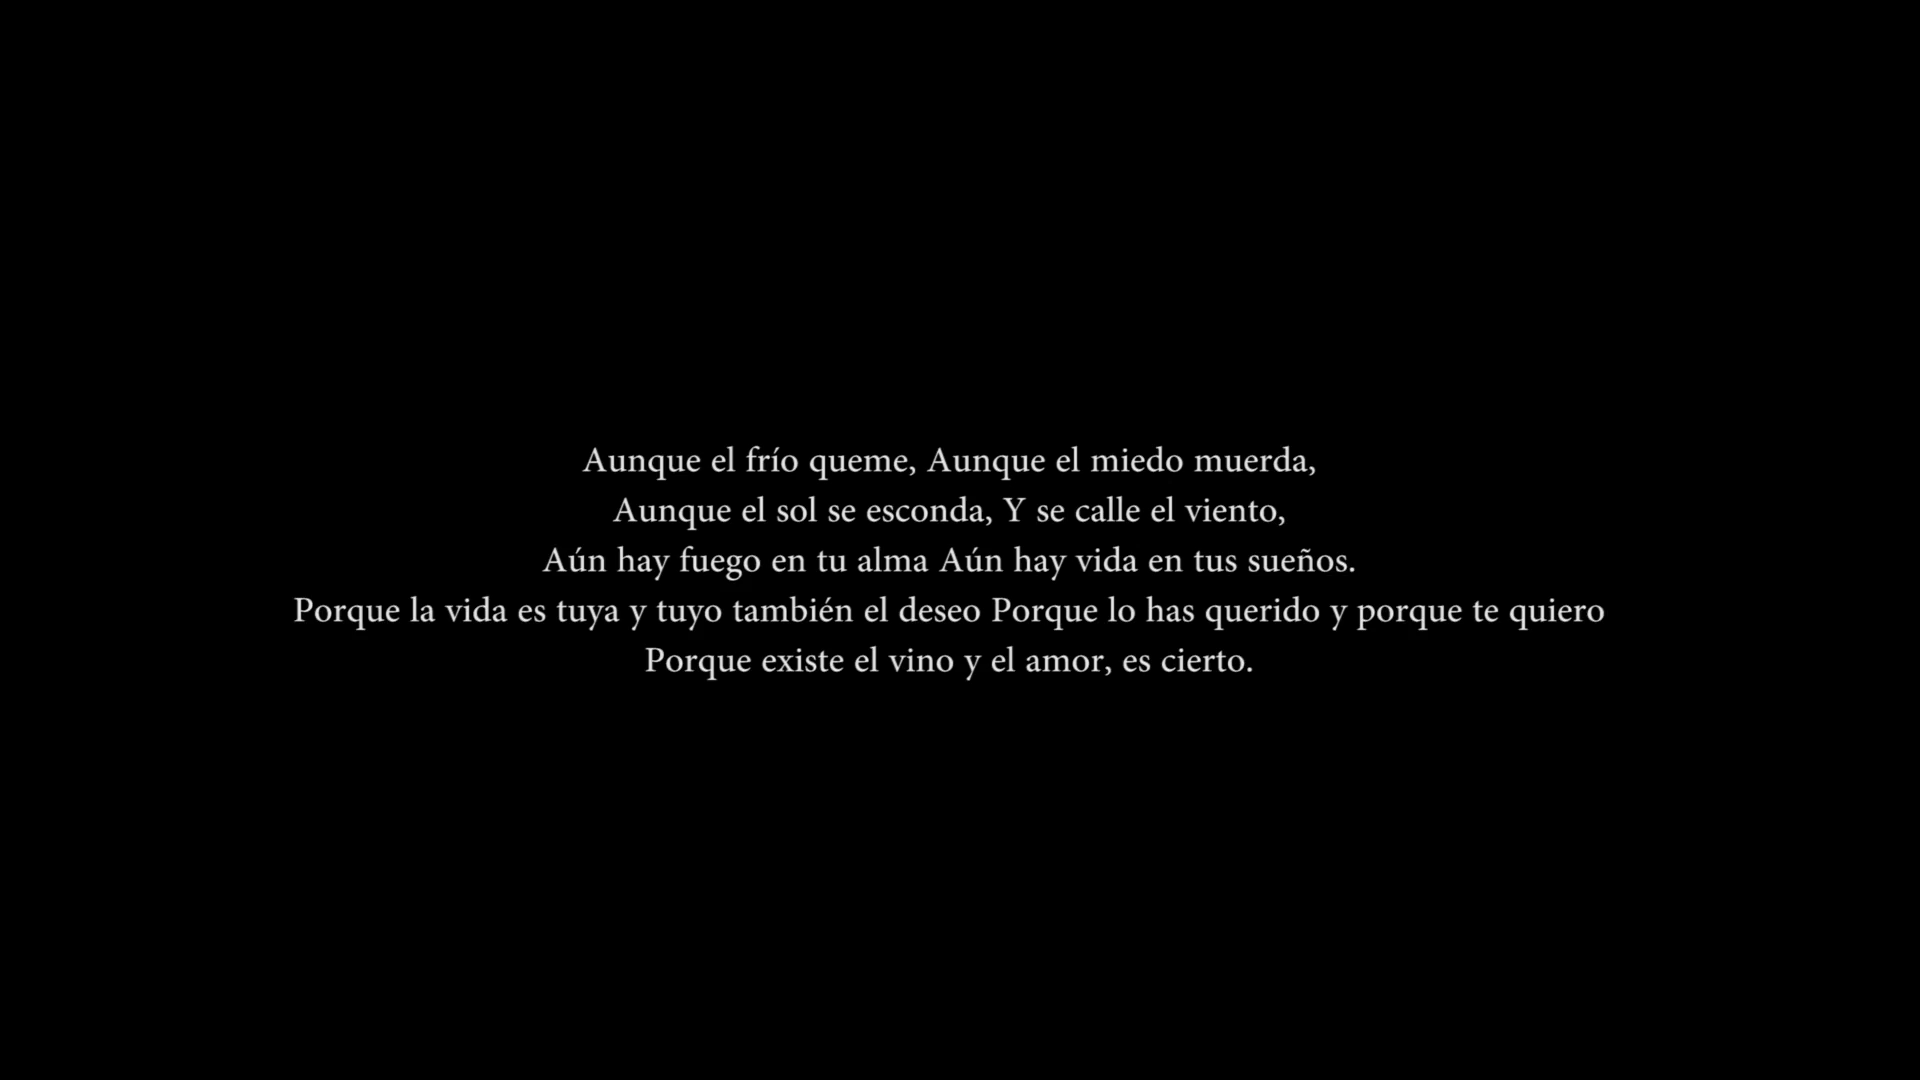 Aunque el frío queme, Aunque el miedo muerda,
Aunque el sol se esconda, Y se calle el viento,
Aún hay fuego en tu alma Aún hay vida en tus sueños.
Porque la vida es tuya y tuyo también el deseo Porque lo has querido y porque te quiero
Porque existe el vino y el amor, es cierto.